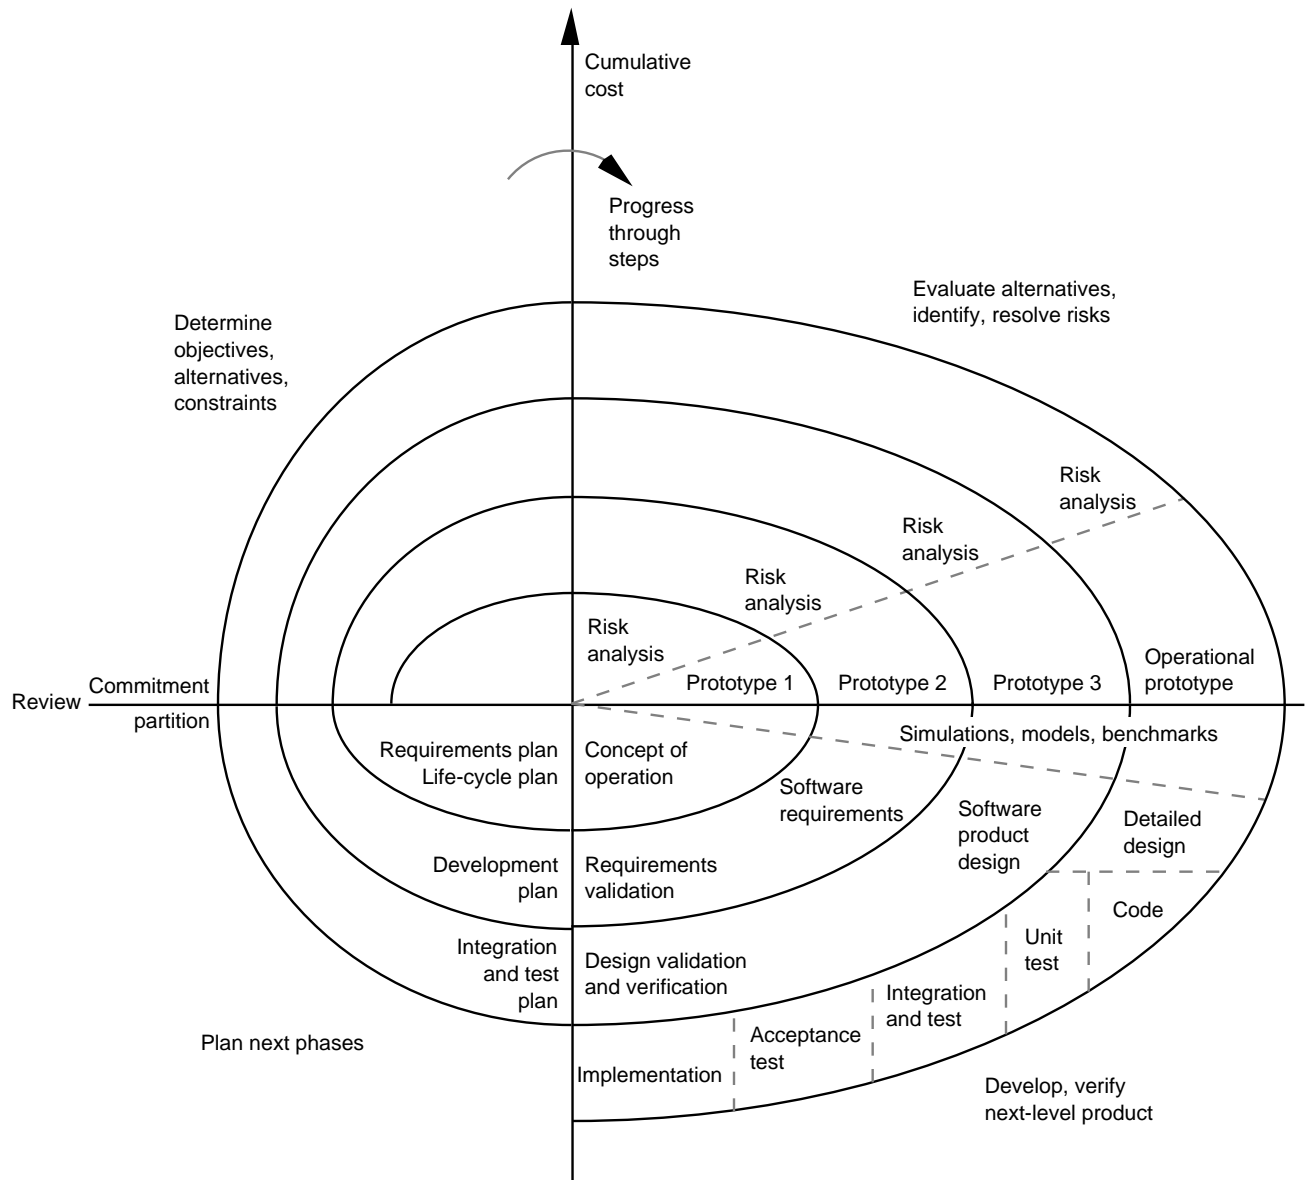 Cumulative
cost
Progress
through
steps
Evaluate alternatives,
identify, resolve risks
Determine
objectives,
alternatives,
constraints
Risk
analysis
Risk
analysis
Risk
analysis
Risk
analysis
Operational
prototype
Prototype 1
Prototype 2
Prototype 3
Review
Commitment
partition
Simulations, models, benchmarks
Requirements plan
Life-cycle plan
Concept of
operation
Software
requirements
Software
product
design
Detailed
design
Development
plan
Requirements
validation
Code
Unit
test
Integration
and test
plan
Design validation
and verification
Integration
and test
Acceptance
test
Implementation
Plan next phases
Develop, verify
next-level product